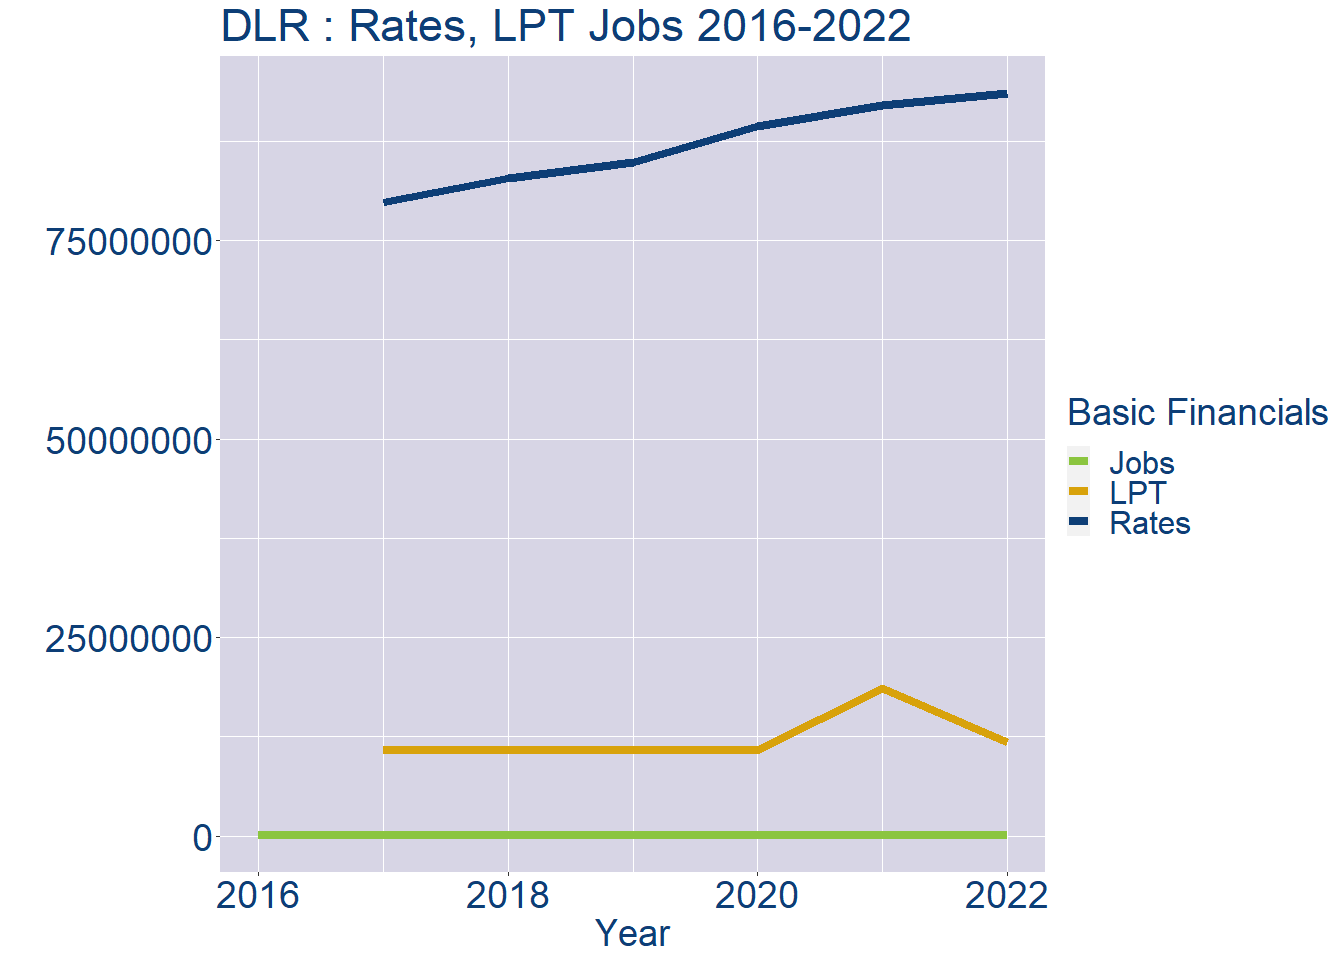 DLR : Rates, LPT Jobs 2016-2022
75000000
50000000
25000000
0
2016 2018 2020 2022
Year
Basic Financials
Jobs
LPT
Rates